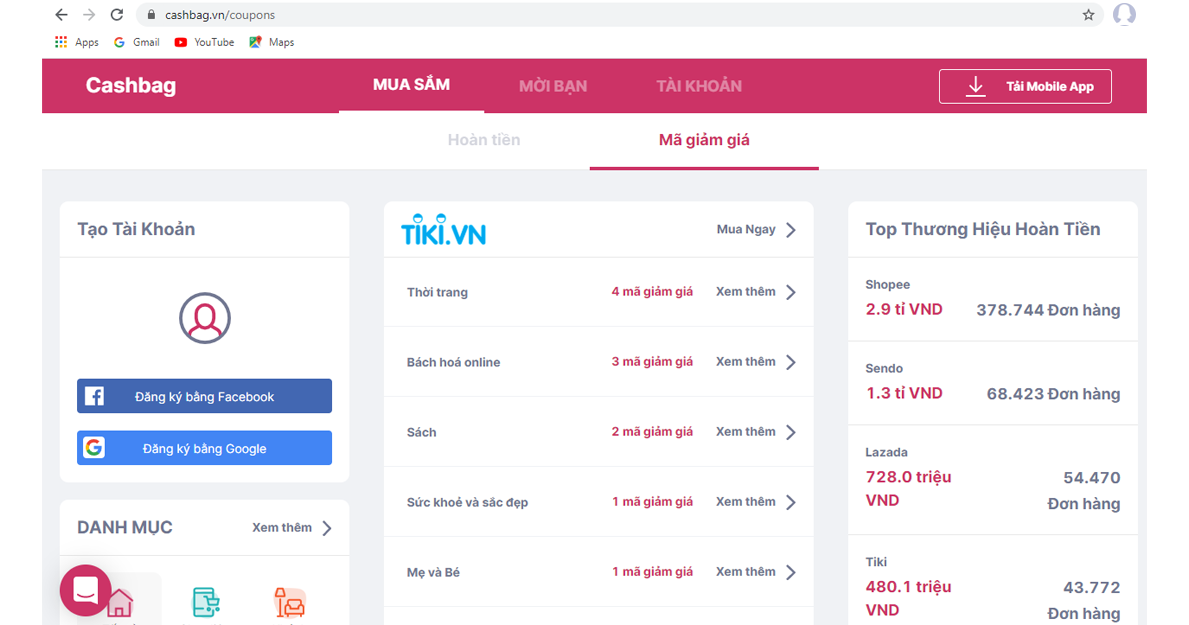 cashbag.vn/coupons
Apps Gmail YouTube Maps
Cashbag MUA SẮM MỜI BẠN TÀI KHOẢN Tải Mobile App
Hoàn tiền Mã giảm giá
Tạo Tài Khoản
Đăng ký bằng Facebook
Đăng ký bằng Google
DANH MỤC Xem thêm
TIKI.VN Mua Ngay
Thời trang 4 mã giảm giá Xem thêm
Bách hoá online 3 mã giảm giá Xem thêm
Sách 2 mã giảm giá Xem thêm
Sức khoẻ và sắc đẹp 1 mã giảm giá Xem thêm
Mẹ và Bé 1 mã giảm giá Xem thêm
Top Thương Hiệu Hoàn Tiền
Shopee
2.9 tỉ VND 378.744 Đơn hàng
Sendo
1.3 tỉ VND 68.423 Đơn hàng
Lazada
728.0 triệu 54.470
VND Đơn hàng
Tiki
480.1 triệu 43.772
VND Đơn hàng